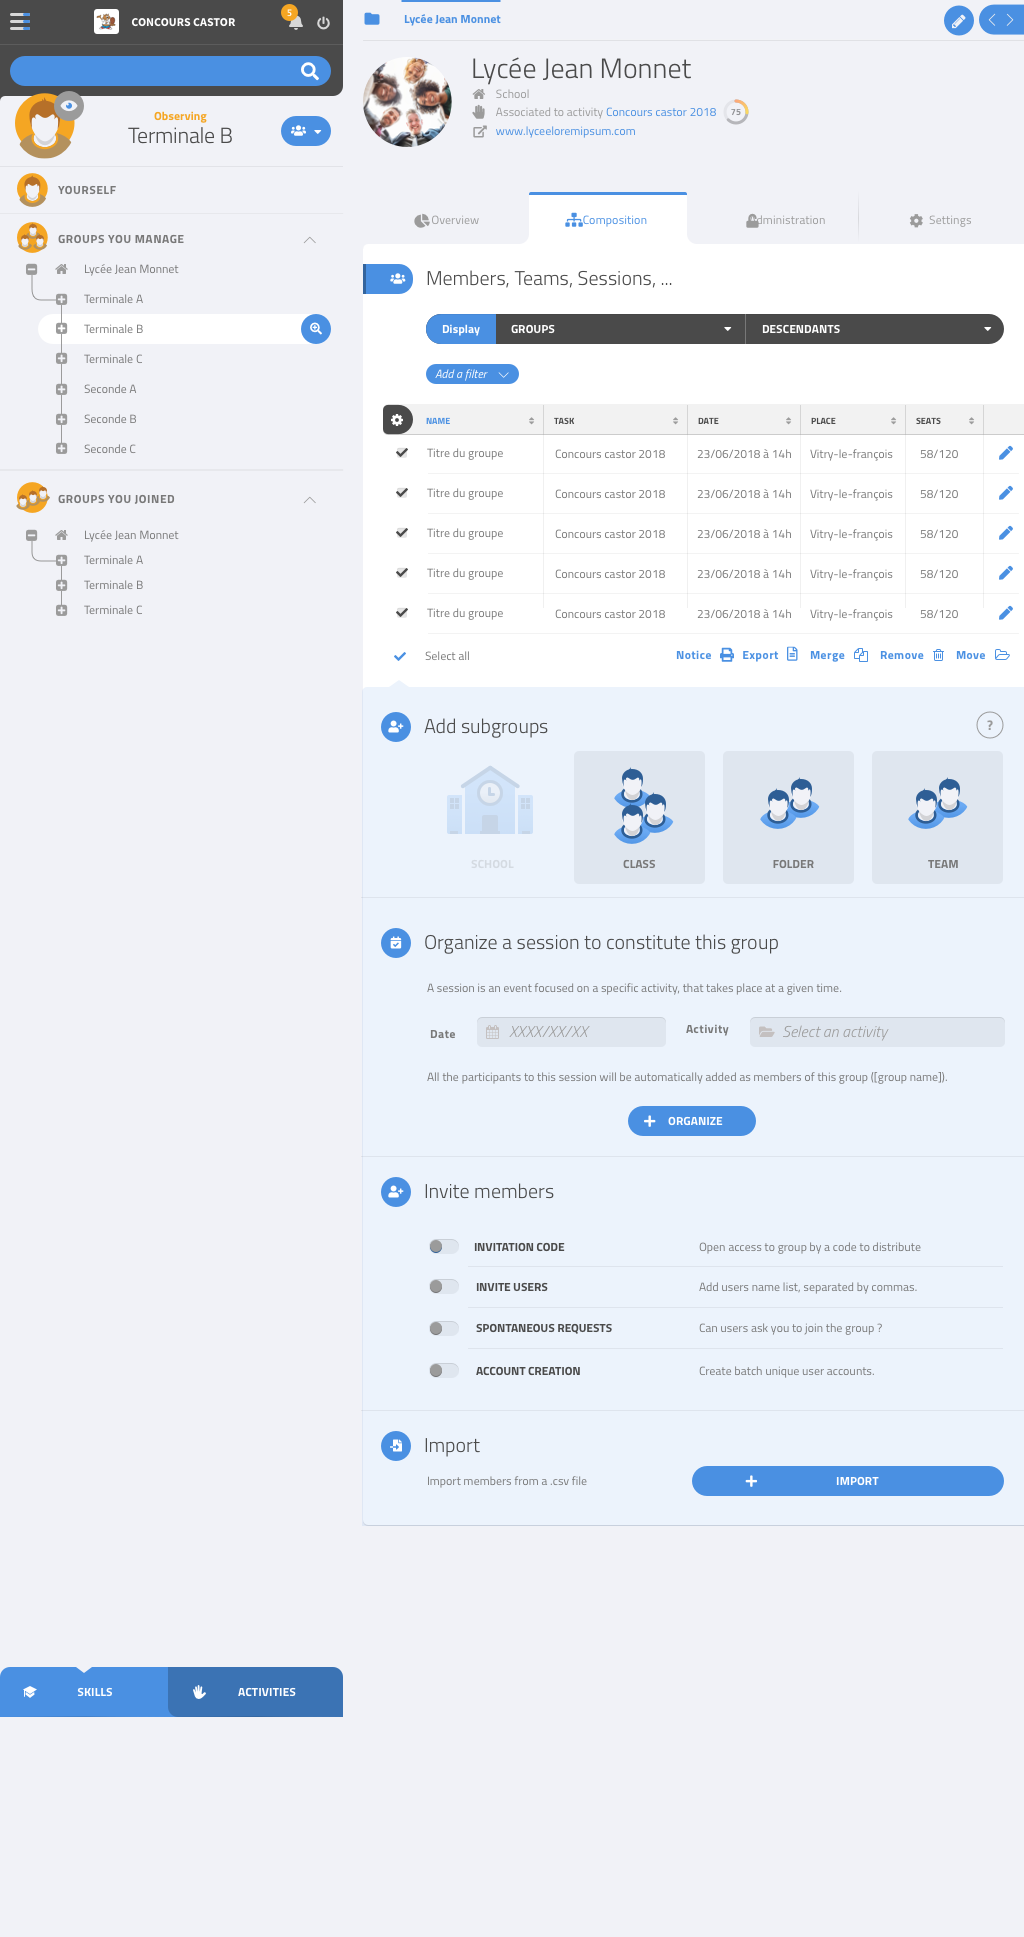 CONCOURS CASTOR
5
Observing
Terminale B
YOURSELF
GROUPS YOU MANAGE
Lycée Jean Monnet
Terminale A
Terminale B
Terminale C
Seconde A
Seconde B
Seconde C
GROUPS YOU JOINED
Lycée Jean Monnet
Terminale A
Terminale B
Terminale C
SKILLS
ACTIVITIES
Lycée Jean Monnet
Lycée Jean Monnet
School
Associated to activity Concours castor 2018
75
www.lyceeloremipsum.com
Overview
Composition
dministration
Settings
Members, Teams, Sessions, ...
Display GROUPS DESCENDANTS
Add a filter
NAME TASK DATE PLACE SEATS
Titre du groupe Concours castor 2018 23/06/2018 à 14h Vitry-le-françois 58/120
Titre du groupe Concours castor 2018 23/06/2018 à 14h Vitry-le-françois 58/120
Titre du groupe Concours castor 2018 23/06/2018 à 14h Vitry-le-françois 58/120
Titre du groupe Concours castor 2018 23/06/2018 à 14h Vitry-le-françois 58/120
Titre du groupe Concours castor 2018 23/06/2018 à 14h Vitry-le-françois 58/120
Select all Notice Export Merge Remove Move
Add subgroups
?
SCHOOL CLASS FOLDER TEAM
Organize a session to constitute this group
A session is an event focused on a specific activity, that takes place at a given time.
Date XXXX/XX/XX Activity Select an activity
All the participants to this session will be automatically added as members of this group ([group name]).
ORGANIZE
Invite members
INVITATION CODE Open access to group by a code to distribute
INVITE USERS Add users name list, separated by commas.
SPONTANEOUS REQUESTS Can users ask you to join the group ?
ACCOUNT CREATION Create batch unique user accounts.
Import
Import members from a .csv file IMPORT